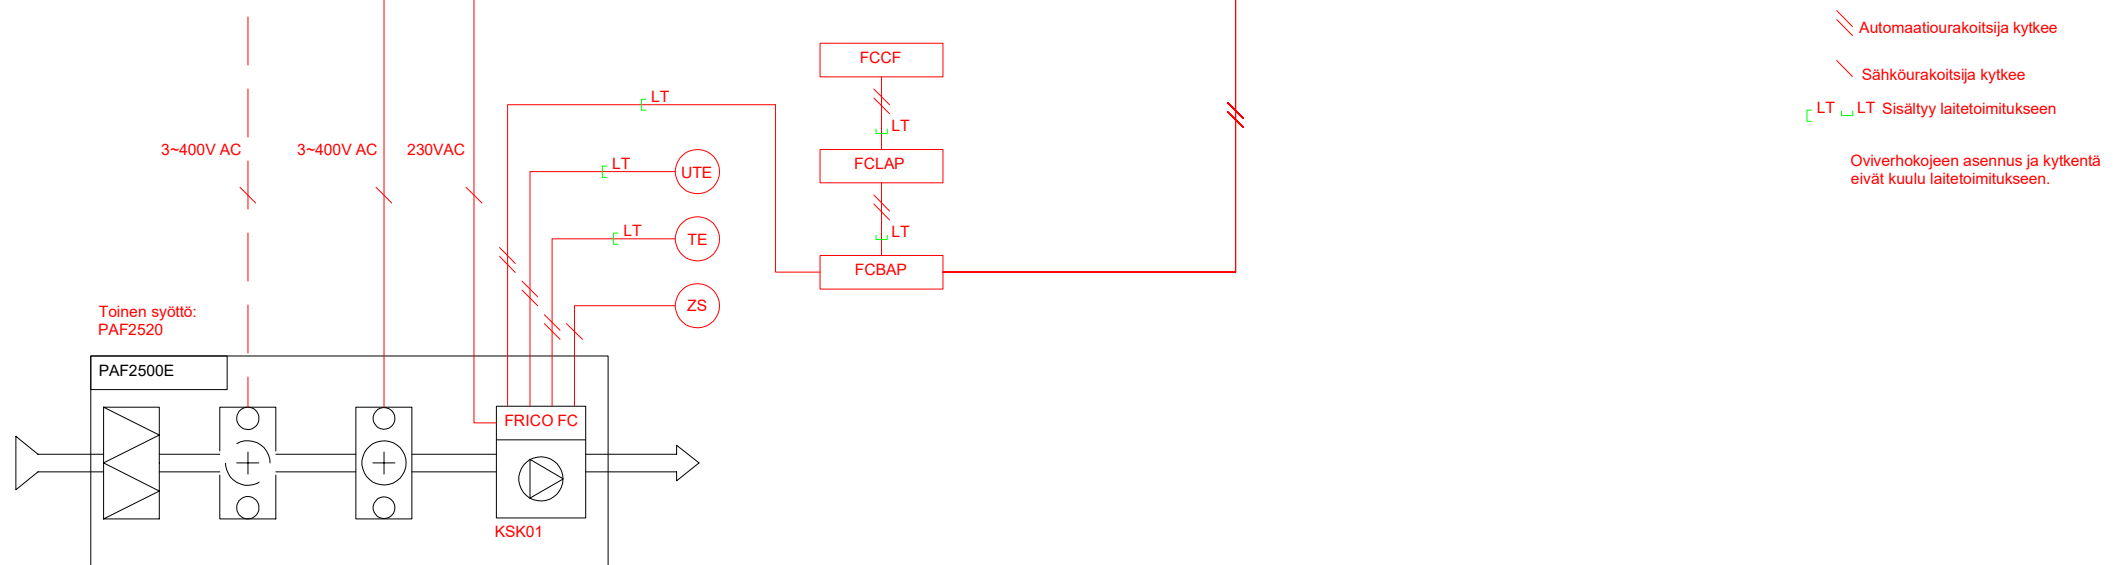 Automaatiourakoitsija kytkee
FCCF
Sähköurakoitsija kytkee
LT
LT LT Sisältyy laitetoimitukseen
LT
3~400V AC
3~400V AC
230VAC
LT
UTE
FCLAP
Oviverhokojeen asennus ja kytkentä
eivät kuulu laitetoimitukseen.
LT
TE
LT
FCBAP
ZS
Toinen syöttö:
PAF2520
PAF2500E
FRICO FC
KSK01